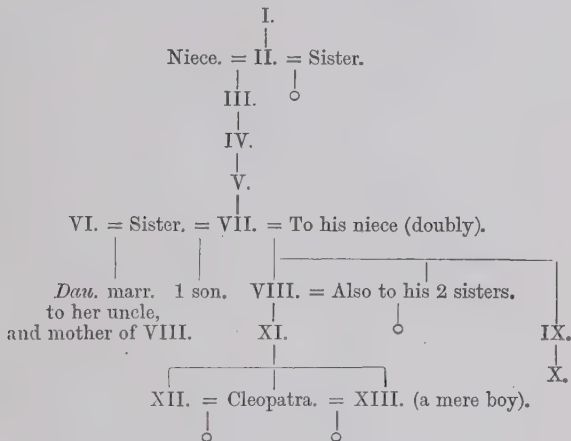 I.
Niece. = II. = Sister.
III. o
IV.
V.
VI. = Sister. = VII. = To his niece (doubly).
Dau. marr. 1 son. VIII. = Also to his 2 sisters.
to her uncle,
and mother of VIII. XI. o IX.
X.
XII. = Cleopatra. = XIII. (a mere boy).
o o